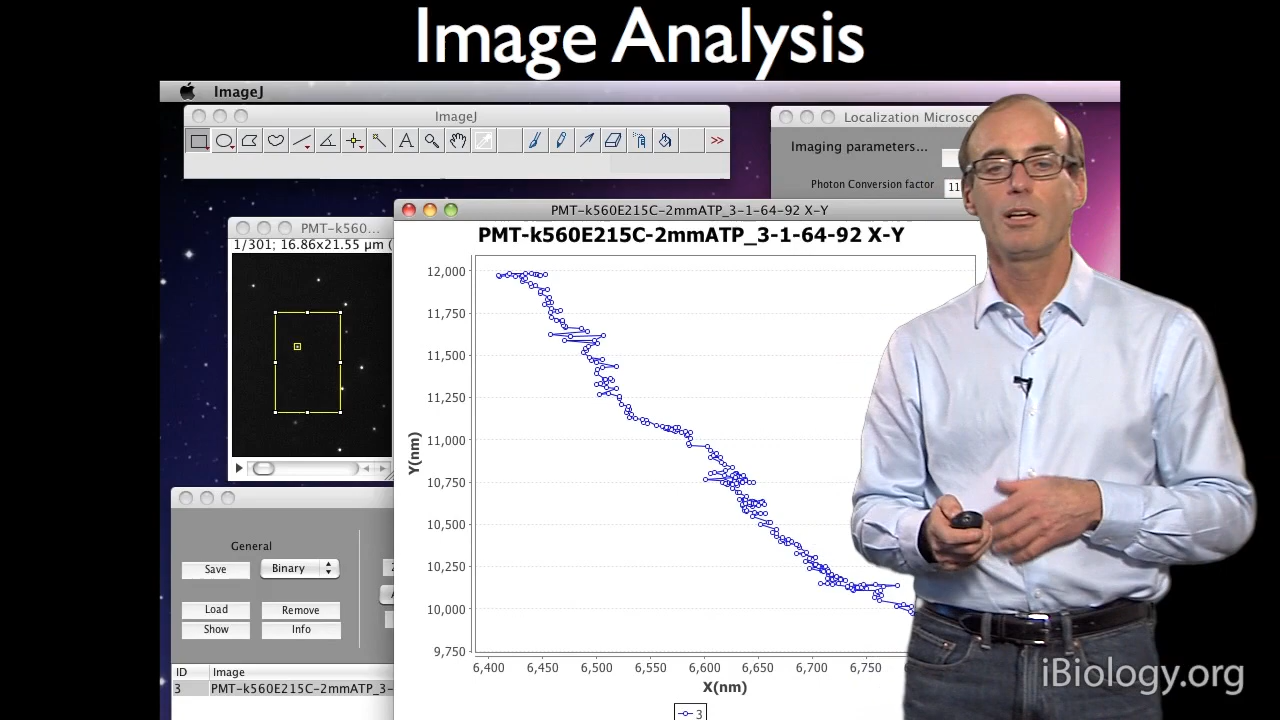 Image Analysis
ImageJ
ImageJ
Localization Microsco
Imaging parameters...
Photon Conversion factor
11
PMT-k560...
1/301; 16.86x21.55 µm (
PMT-k560E215C-2mmATP_3-1-64-92 X-Y
PMT-k560E215C-2mmATP_3-1-64-92 X-Y
12,000
11,750
11,500
11,250
11,000
10,750
10,500
10,250
10,000
9,750
Y(nm)
6,400 6,450 6,500 6,550 6,600 6,650 6,700 6,750
X(nm)
3
General
Save Binary
Load Remove
Show Info
ID Image
3 PMT-k560E215C-2mmATP_3-
iBiology.org